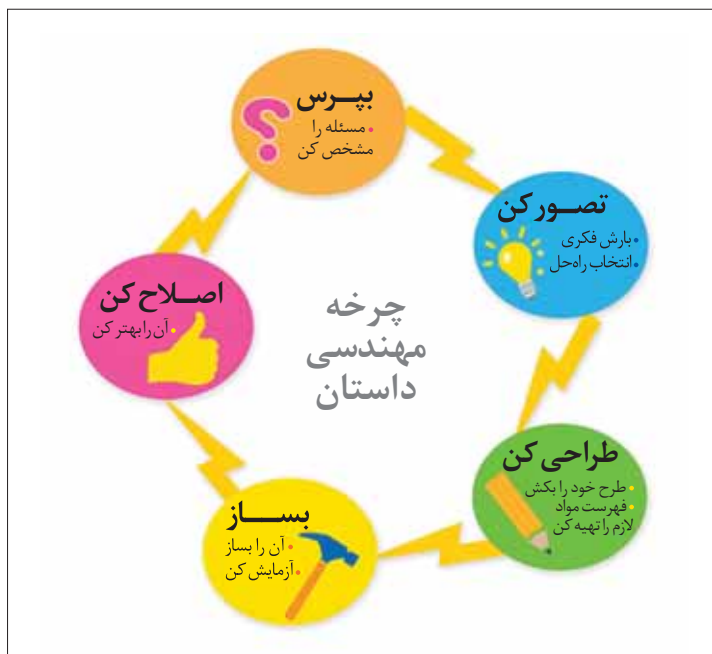 بپرس
• مسئله را
مشخص کن
تصور کن
• بارش فکری
• انتخاب راه‌حل
طراحی کن
• طرح خود را بکش
• فهرست مواد
لازم را تهیه کن
بساز
• آن را بساز
• آزمایش کن
اصلاح کن
• آن را بهتر کن
چرخه
مهندسی
داستان